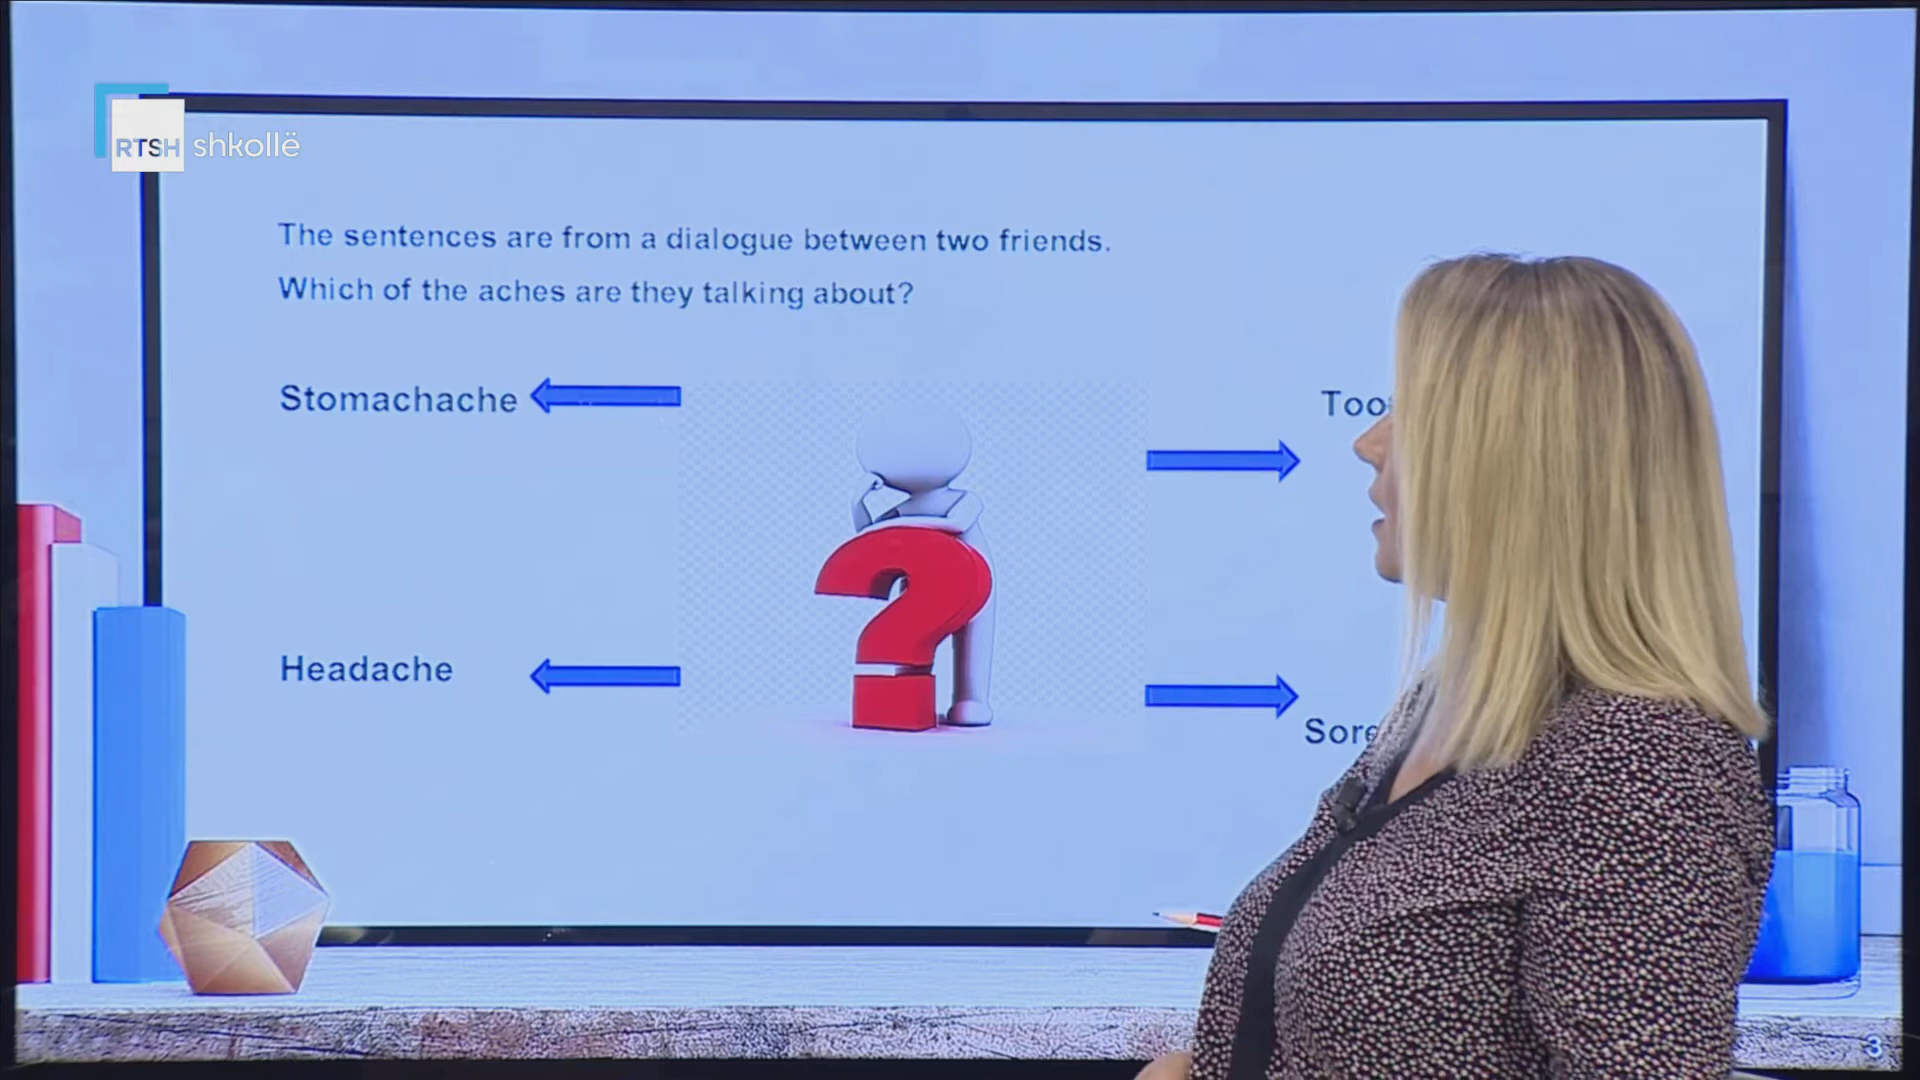 RTSH shkollë
The sentences are from a dialogue between two friends.
Which of the aches are they talking about?
Stomachache
Headache
3